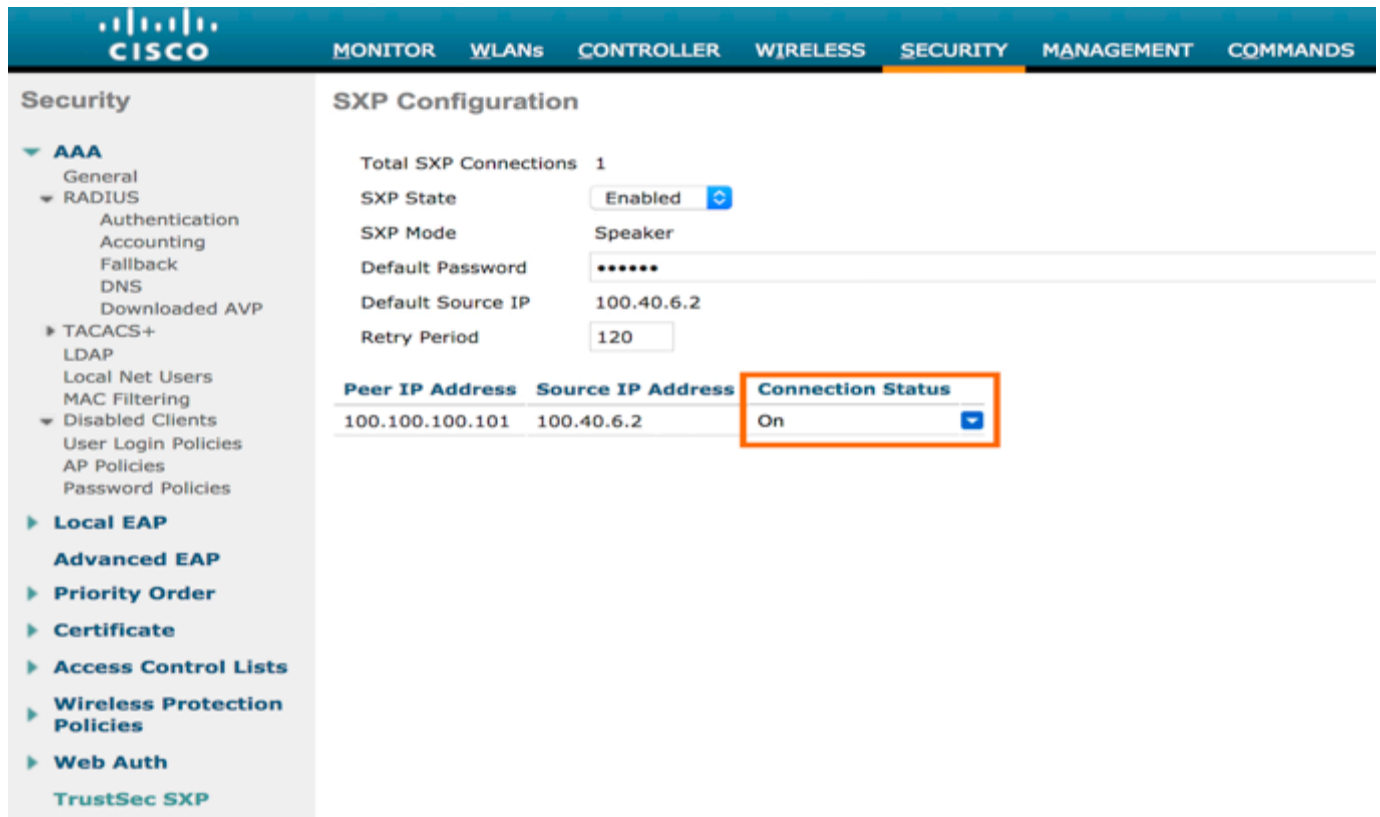 CISCO
MONITOR WLANs CONTROLLER WIRELESS SECURITY MANAGEMENT COMMANDS
Security
AAA
General
RADIUS
Authentication
Accounting
Fallback
DNS
Downloaded AVP
TACACS+
LDAP
Local Net Users
MAC Filtering
Disabled Clients
User Login Policies
AP Policies
Password Policies
Local EAP
Advanced EAP
Priority Order
Certificate
Access Control Lists
Wireless Protection
Policies
Web Auth
TrustSec SXP
SXP Configuration
Total SXP Connections 1
SXP State Enabled
SXP Mode Speaker
Default Password ••••••
Default Source IP 100.40.6.2
Retry Period 120
Peer IP Address Source IP Address Connection Status
100.100.100.101 100.40.6.2 On